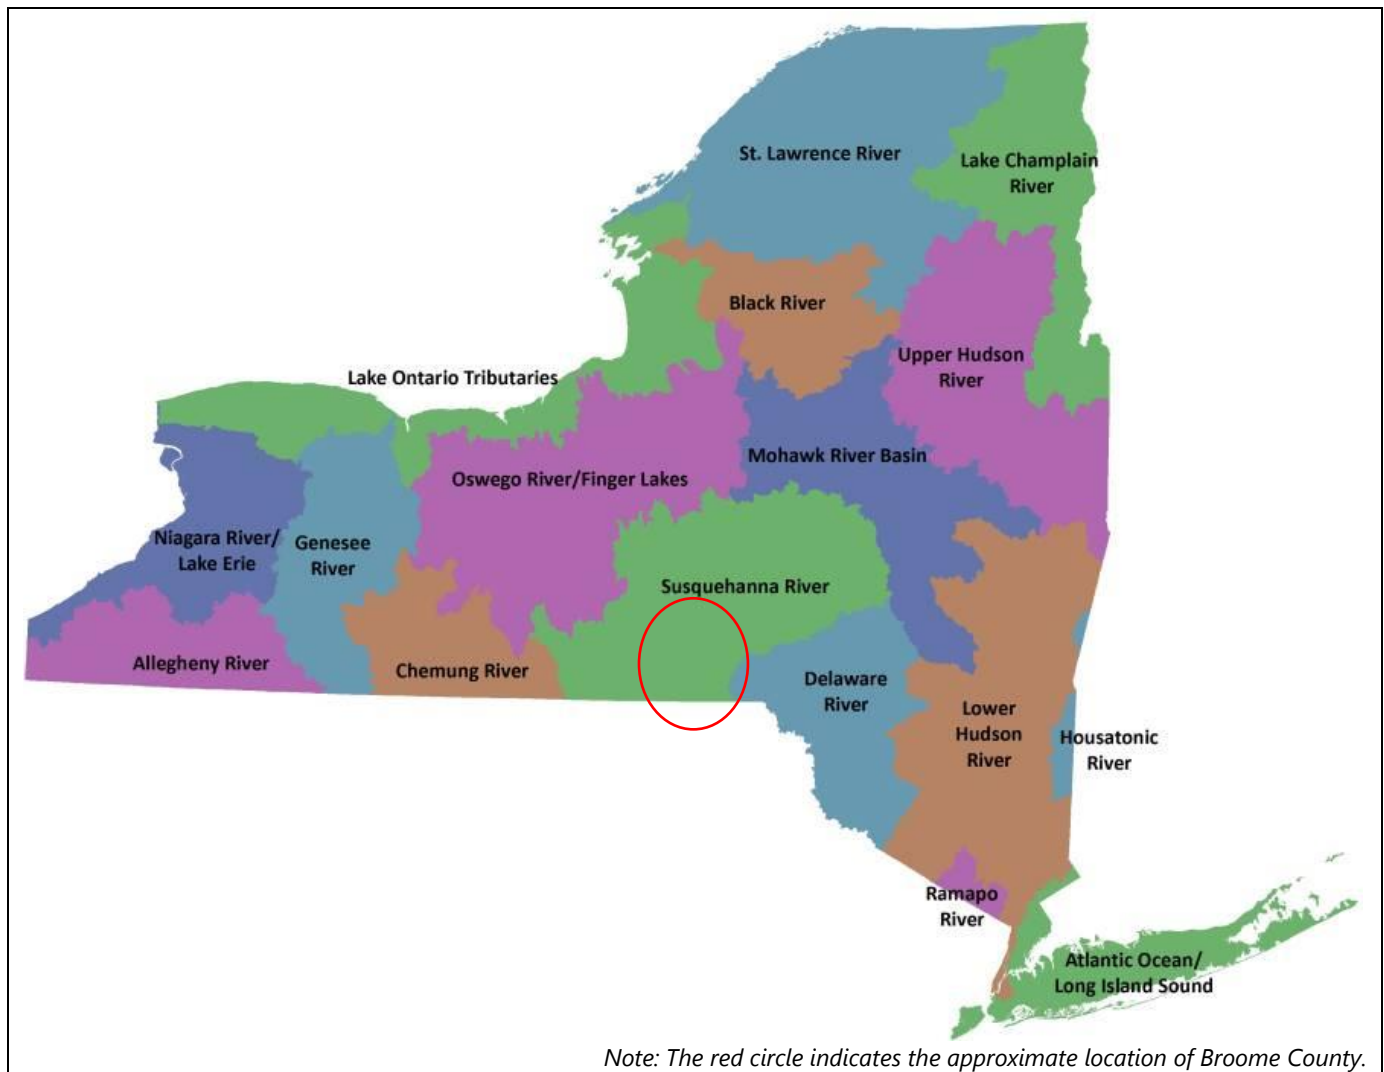 St. Lawrence River
Lake Champlain
River
Black River
Upper Hudson
River
Lake Ontario Tributaries
Mohawk River Basin
Oswego River/Finger Lakes
Niagara River/
Lake Erie
Genesee
River
Susquehanna River
Allegheny River
Chemung River
Delaware
River
Lower
Hudson
River
Housatonic
River
Ramapo
River
Atlantic Ocean/
Long Island Sound
Note: The red circle indicates the approximate location of Broome County.